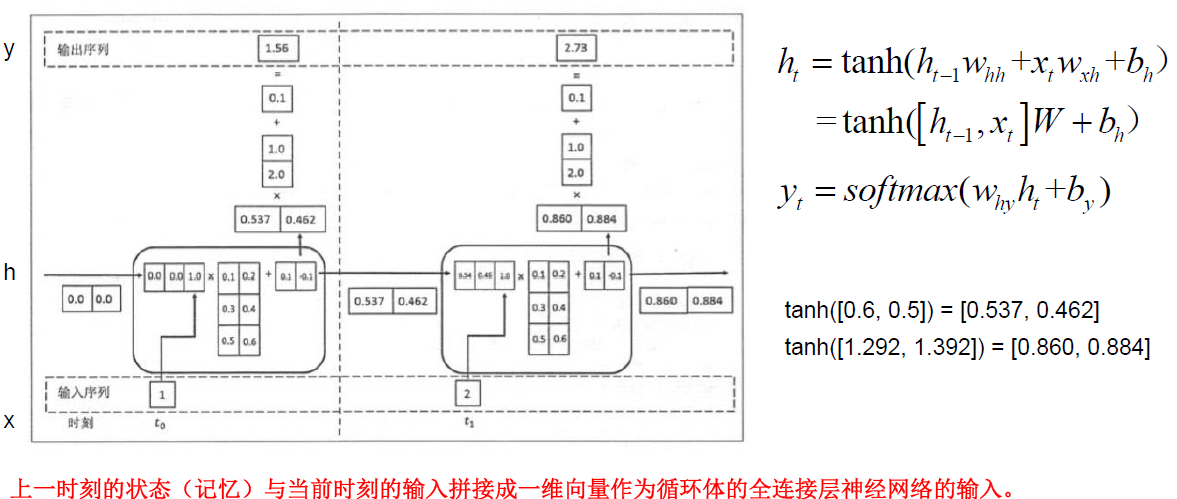 y
输出序列
1.56
2.73
=
=
0.1
0.1
+
+
1.0
1.0
2.0
2.0
×
×
0.537 0.462
0.860 0.884
h
0.0 0.0 1.0 × 0.1 0.2 + 0.1 -0.1
0.54 0.46 2.0 × 0.1 0.2 + 0.1 -0.1
0.3 0.4
0.3 0.4
0.5 0.6
0.5 0.6
0.0 0.0
0.537 0.462
0.860 0.884
输入序列
1
2
x
时刻
t₀
t₁
hₜ = tanh(hₜ₋₁wₕₕ+xₜwₓₕ+bₕ)
=tanh([hₜ₋₁,xₜ]W+bₕ)
yₜ = softmax(w_hy hₜ+b_y)
tanh([0.6, 0.5]) = [0.537, 0.462]
tanh([1.292, 1.392]) = [0.860, 0.884]
上一时刻的状态（记忆）与当前时刻的输入拼接成一维向量作为循环体的全连接层神经网络的输入。